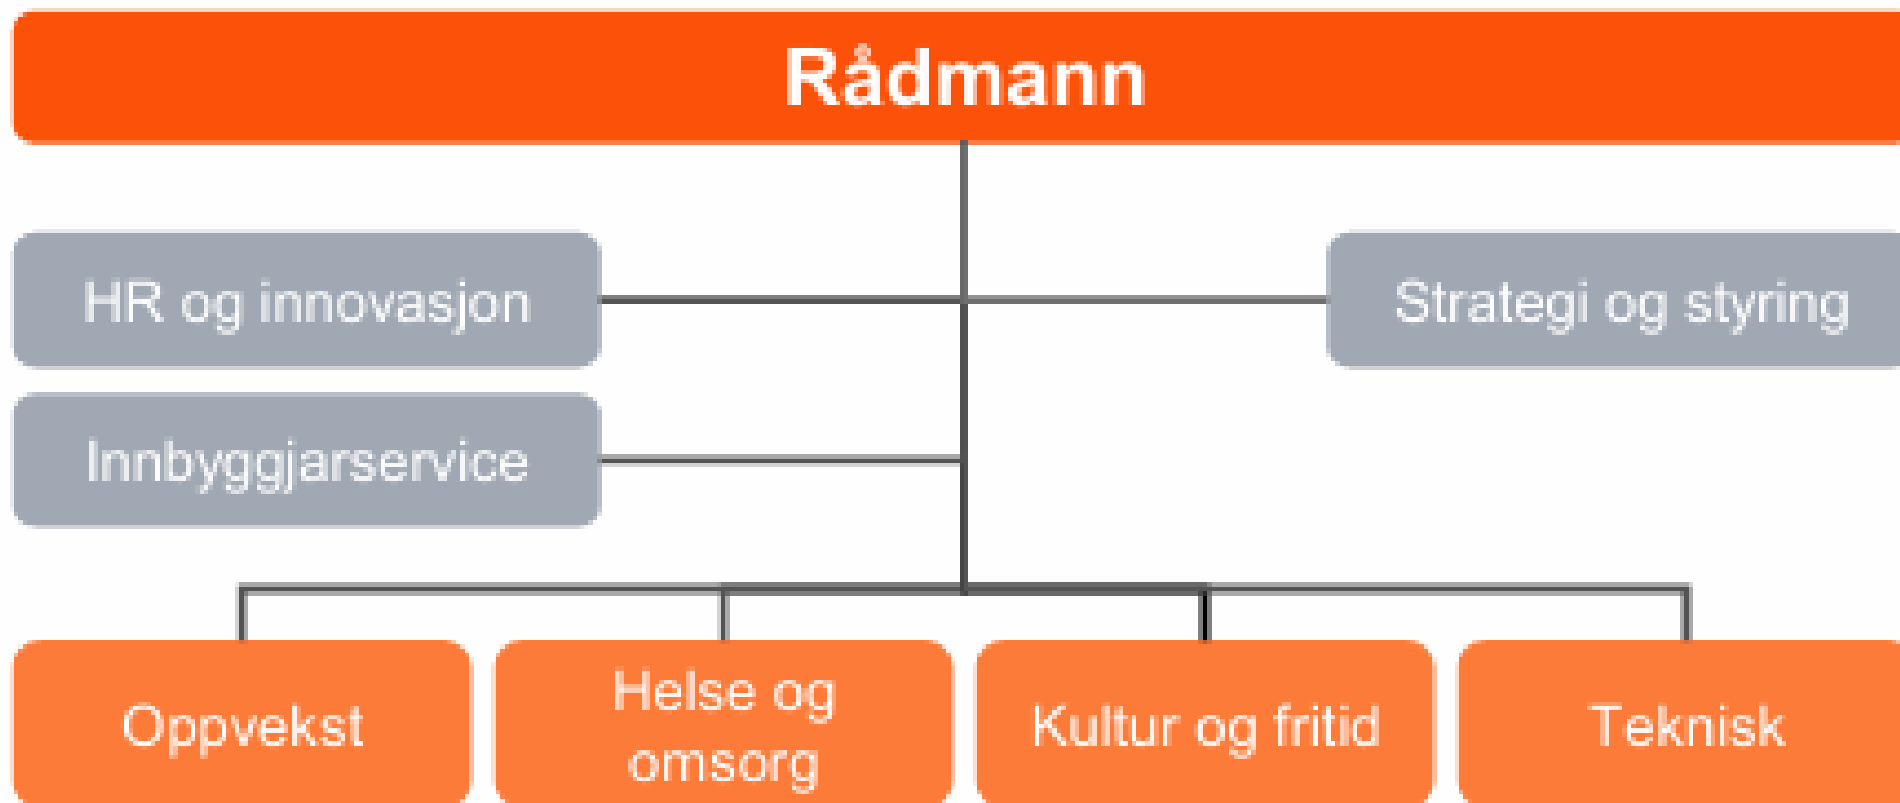 Rådmann
HR og innovasjon
Strategi og styring
Innbyggjarservice
Oppvekst
Helse og
omsorg
Kultur og fritid
Teknisk